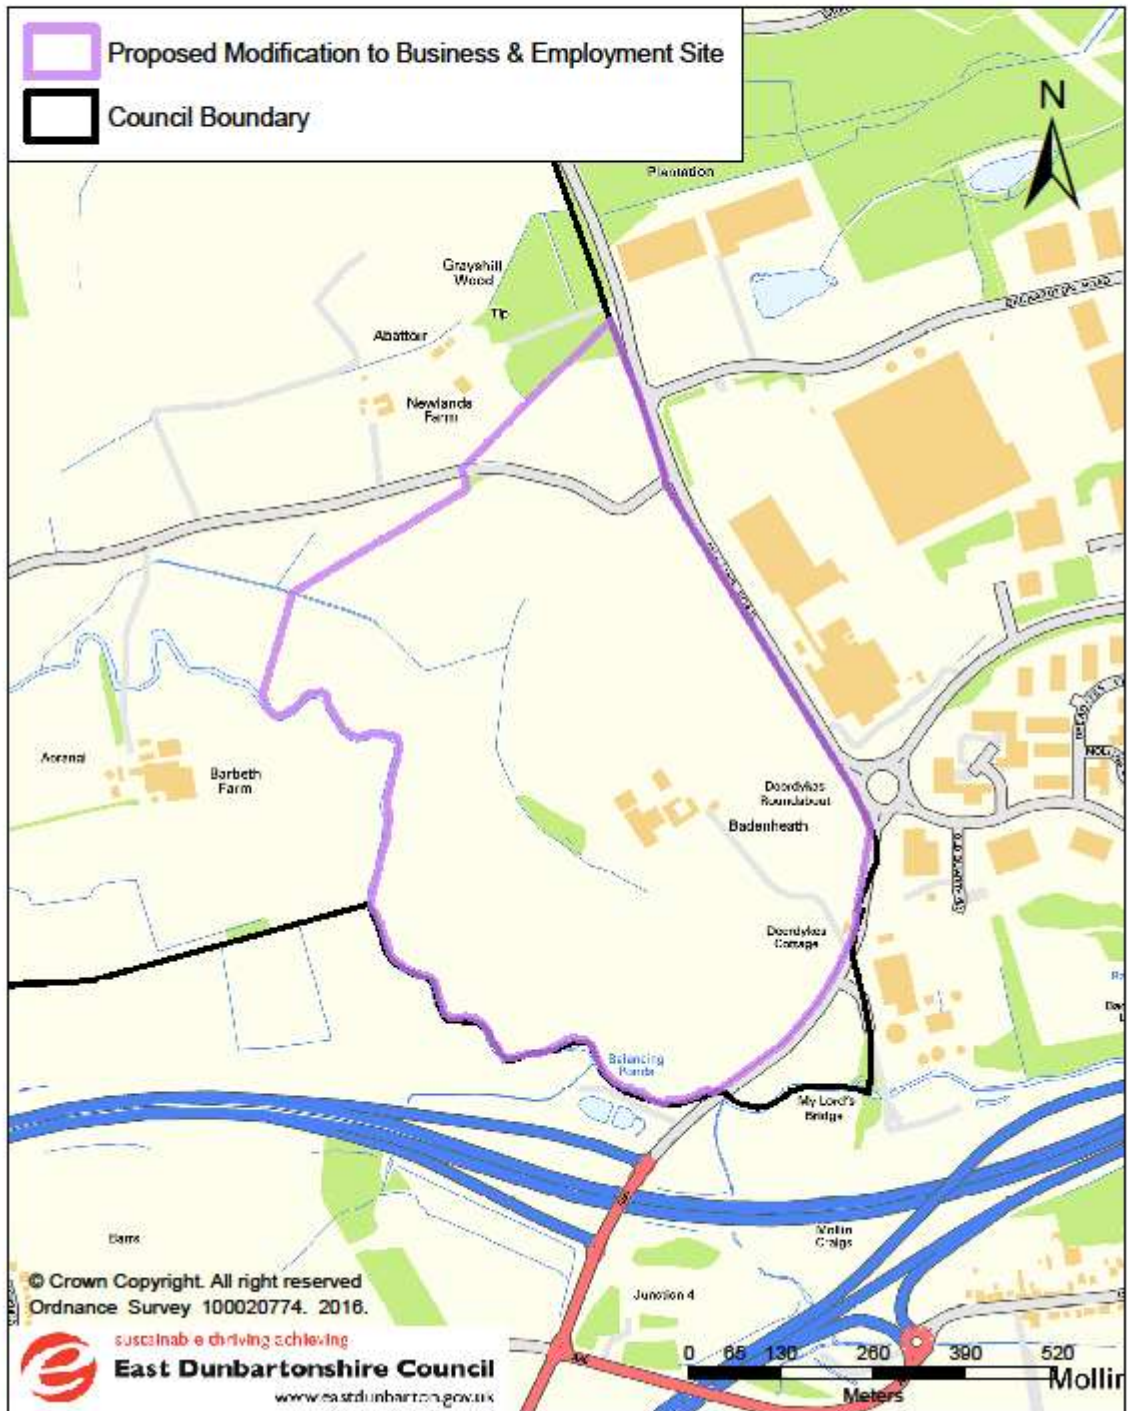 Proposed Modification to Business & Employment Site
Council Boundary
N
Plantation
Grayshill
Wood
Tip
Abattoir
Newlands
Farm
Aorangi
Barbeth
Farm
Deerdykes
Roundabout
Badenheath
Deerdykes
Cottage
Balancing
Ponds
My Lord's
Bridge
Mollin
Craigs
Barrs
Junction 4
© Crown Copyright. All right reserved
Ordnance Survey 100020774. 2016.
sustainable thriving achieving
East Dunbartonshire Council
www.eastdunbarton.gov.uk
0 65 130 260 390 520
Meters
Mollin